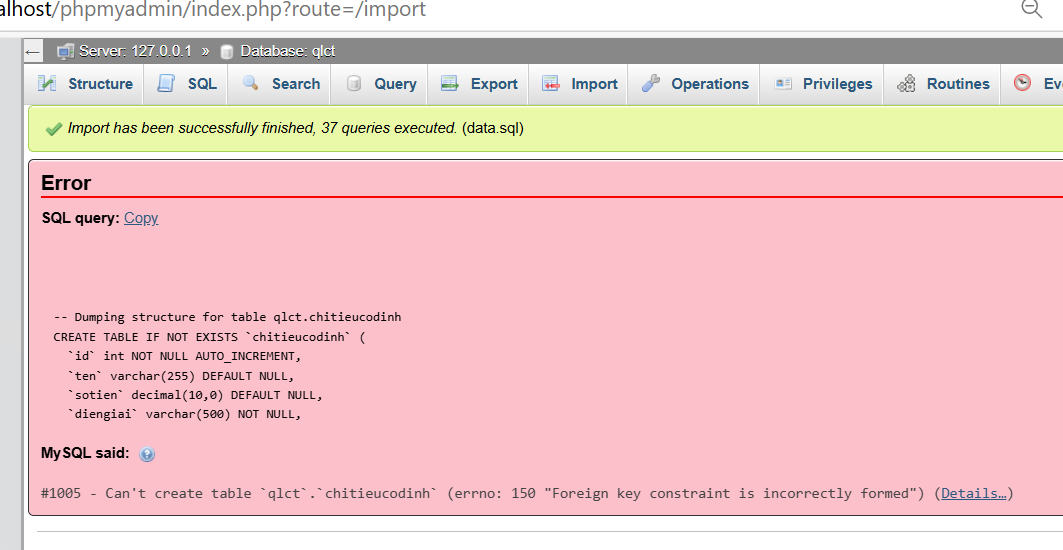 alhost/phpmyadmin/index.php?route=/import
Server: 127.0.0.1 » Database: qlct
Structure SQL Search Query Export Import Operations Privileges Routines Ev
Import has been successfully finished, 37 queries executed. (data.sql)
Error
SQL query: Copy
-- Dumping structure for table qlct.chitieucodinh
CREATE TABLE IF NOT EXISTS `chitieucodinh` (
`id` int NOT NULL AUTO_INCREMENT,
`ten` varchar(255) DEFAULT NULL,
`sotien` decimal(10,0) DEFAULT NULL,
`diengiai` varchar(500) NOT NULL,
MySQL said:
#1005 - Can't create table `qlct`.`chitieucodinh` (errno: 150 "Foreign key constraint is incorrectly formed") (Details…)